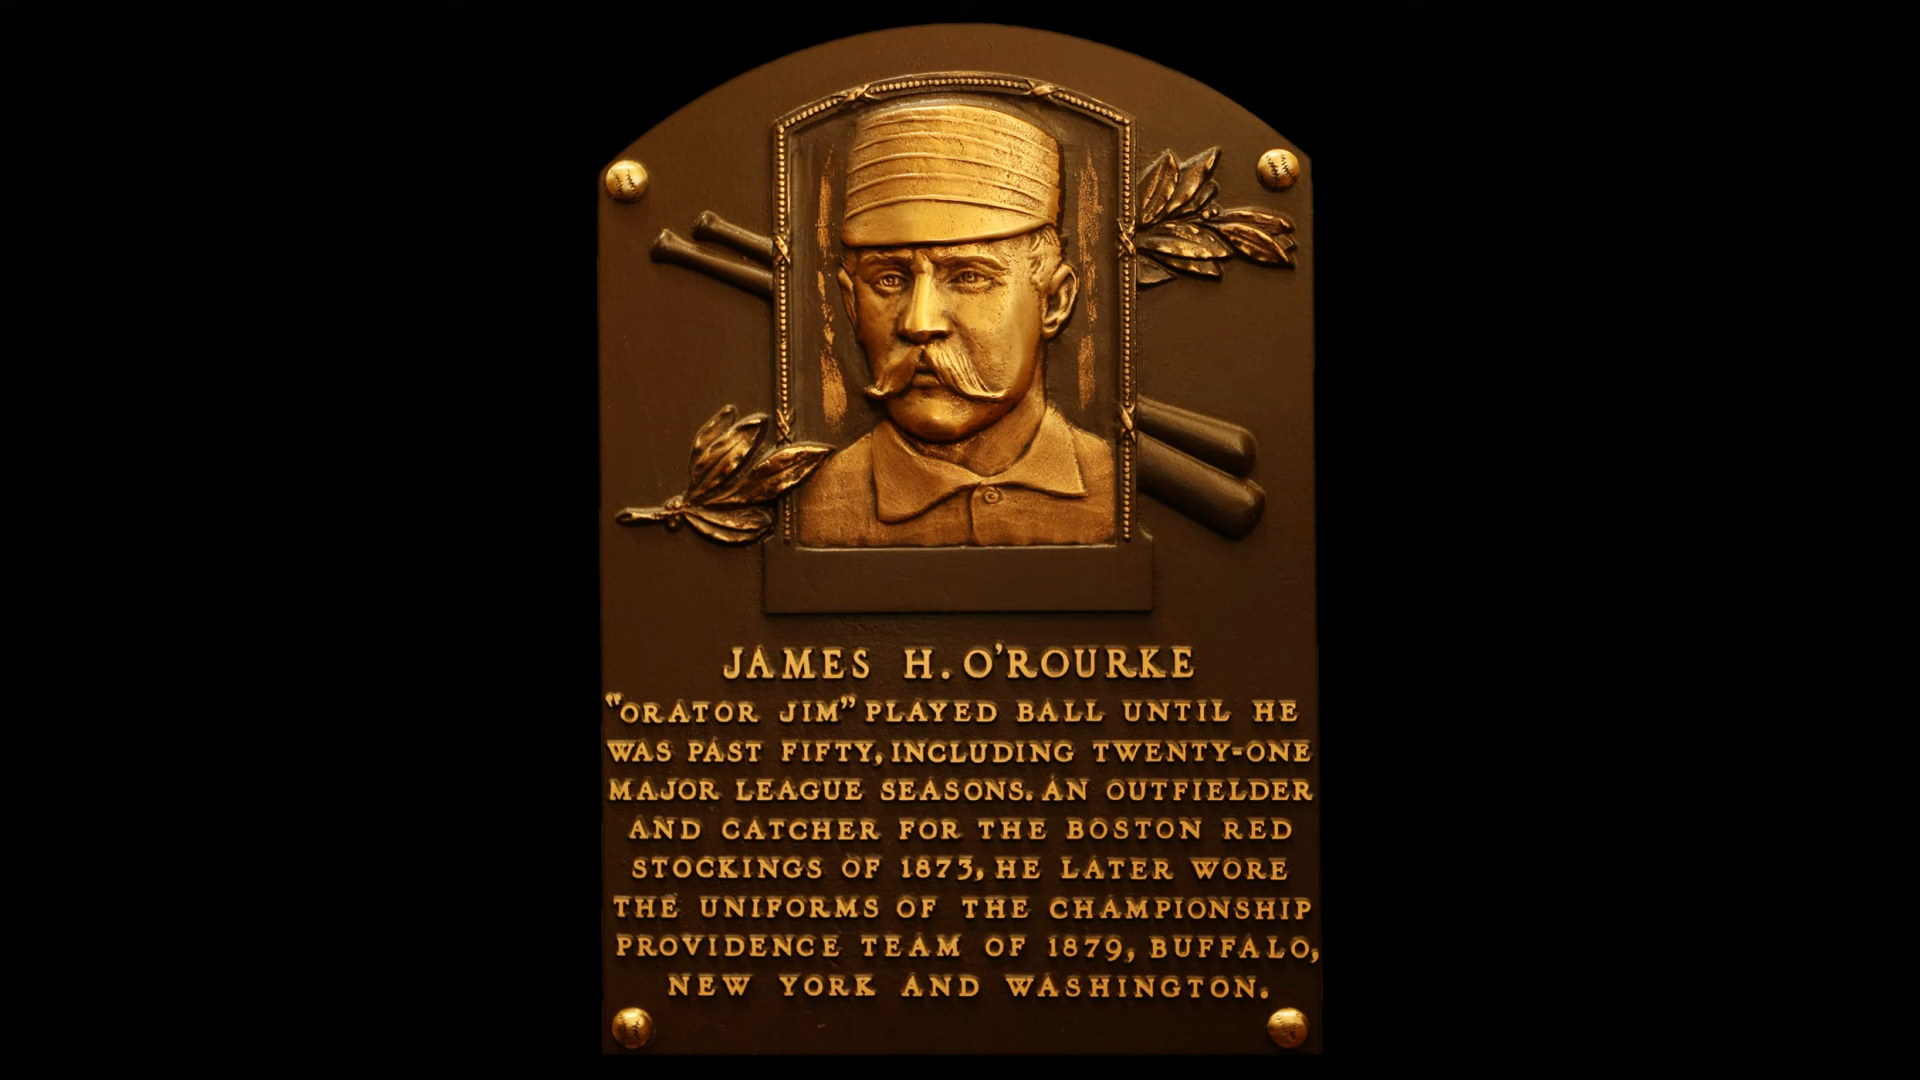 JAMES H. O'ROURKE
"ORATOR JIM" PLAYED BALL UNTIL HE
WAS PAST FIFTY, INCLUDING TWENTY-ONE
MAJOR LEAGUE SEASONS. AN OUTFIELDER
AND CATCHER FOR THE BOSTON RED
STOCKINGS OF 1873, HE LATER WORE
THE UNIFORMS OF THE CHAMPIONSHIP
PROVIDENCE TEAM OF 1879, BUFFALO,
NEW YORK AND WASHINGTON.